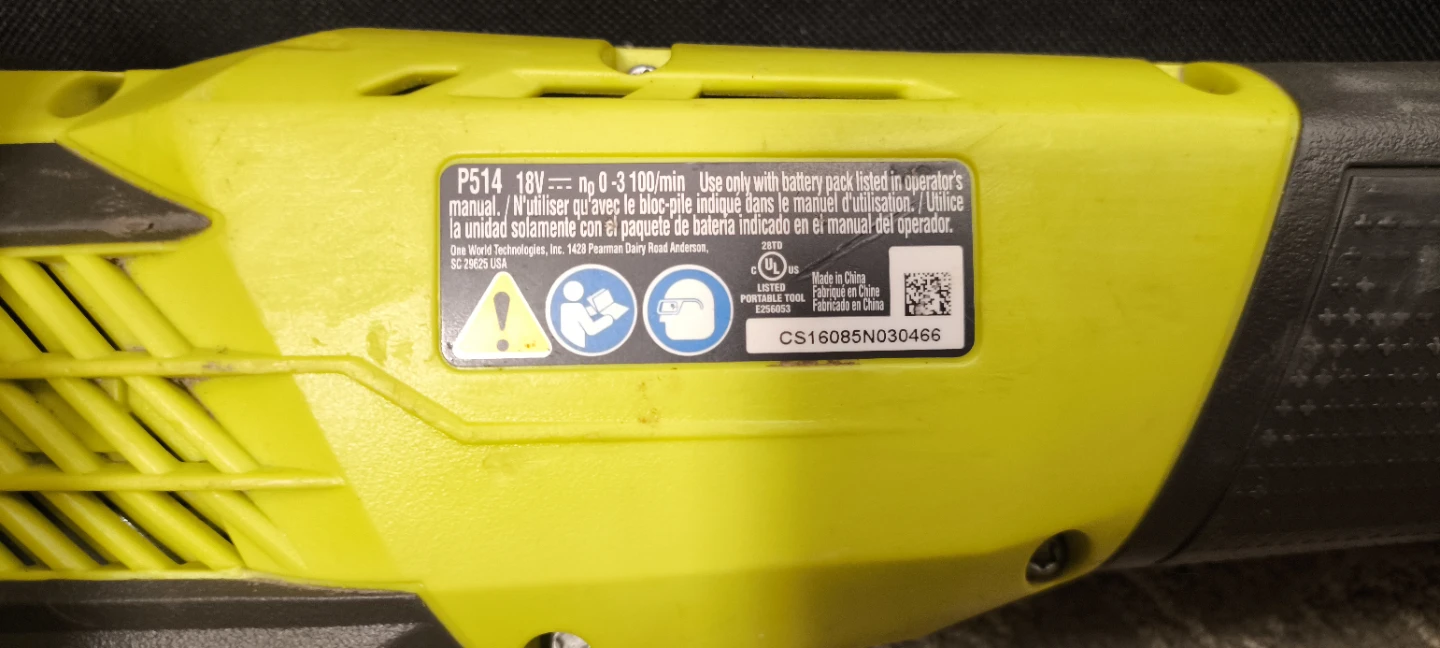 P514 18V n₀ 0 -3 100/min Use only with battery pack listed in operator's
manual. / N'utiliser qu'avec le bloc-pile indiqué dans le manuel d'utilisation. / Utilice
la unidad solamente con el paquete de batería indicado en el manual del operador.
One World Technologies, Inc. 1428 Pearman Dairy Road Anderson,
SC 29625 USA
28TD
C UL US
LISTED
PORTABLE TOOL
E256053
Made in China
Fabriqué en Chine
Fabricado en China
CS16085N030466